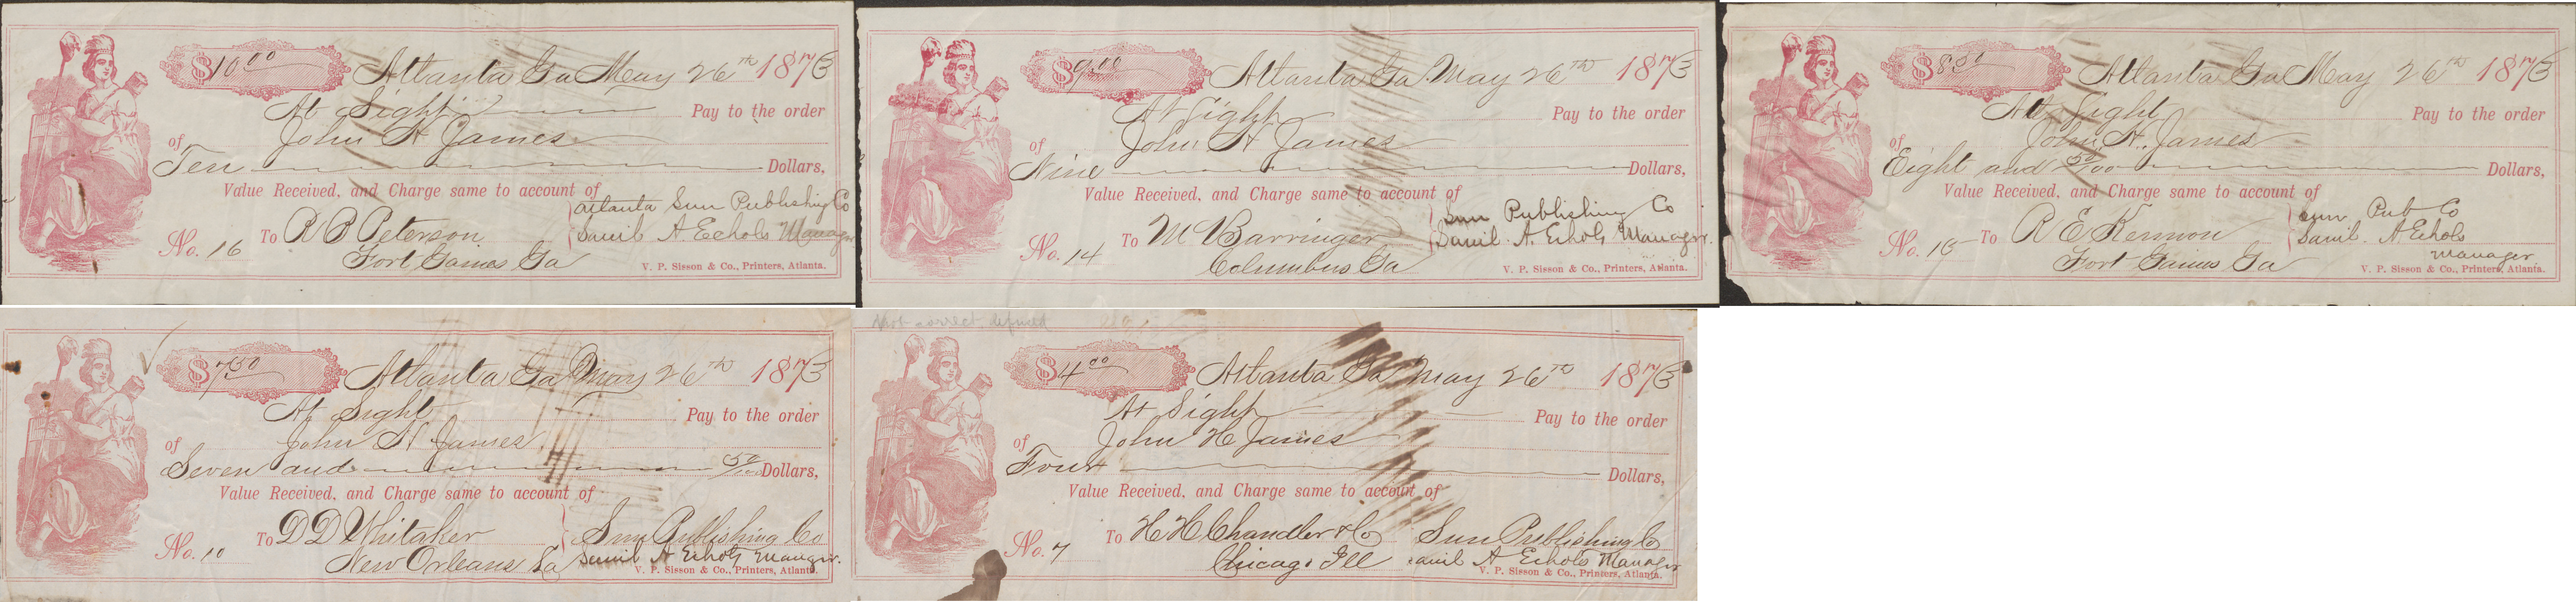 $10.00 Atlanta Ga May 26th 1873
At Sight Pay to the order
of John H James
Ten Dollars,
Value Received, and Charge same to account of
Atlanta Sun Publishing Co
To R B Peterson Saml A Echols Manager
No. 16 Fort Gaines Ga
V. P. Sisson & Co., Printers, Atlanta.
$9.00 Atlanta Ga May 26th 1873
At Sight Pay to the order
of John H James
Nine Dollars,
Value Received, and Charge same to account of
Sun Publishing Co
To M Barringer Saml. A. Echols Manager.
No. 14 Columbus Ga
V. P. Sisson & Co., Printers, Atlanta.
$8.50 Atlanta Ga May 26th 1873
At Sight Pay to the order
of John H. James
Eight and 50/100 Dollars,
Value Received, and Charge same to account of
Sun Pub Co
To R E Kennon Saml. A Echols
No. 15 Fort Gaines Ga Manager
V. P. Sisson & Co., Printers, Atlanta.
$7.50 Atlanta Ga May 26th 1873
At Sight Pay to the order
of John H James
Seven and 50/100 Dollars,
Value Received, and Charge same to account of
To D D Whitaker Sun Publishing Co
No. 10 New Orleans La Saml A Echols Manager.
V. P. Sisson & Co., Printers, Atlanta.
Not correct
$4.00 Atlanta Ga May 26th 1873
At Sight Pay to the order
of John H James
Four Dollars,
Value Received, and Charge same to account of
To H H Chandler & Co Sun Publishing Co
No. 7 Chicago Ill Saml A Echols Manager
V. P. Sisson & Co., Printers, Atlanta.